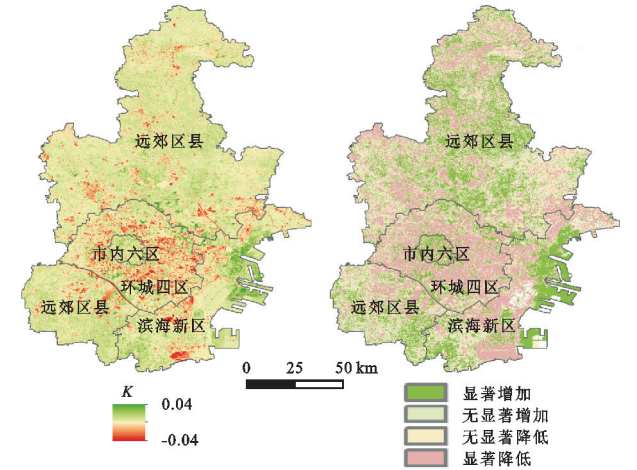 远郊区县
市内六区
环城四区
远郊区县
滨海新区
远郊区县
市内六区
环城四区
远郊区县
滨海新区
0 25 50 km
K
0.04
-0.04
显著增加
无显著增加
无显著降低
显著降低